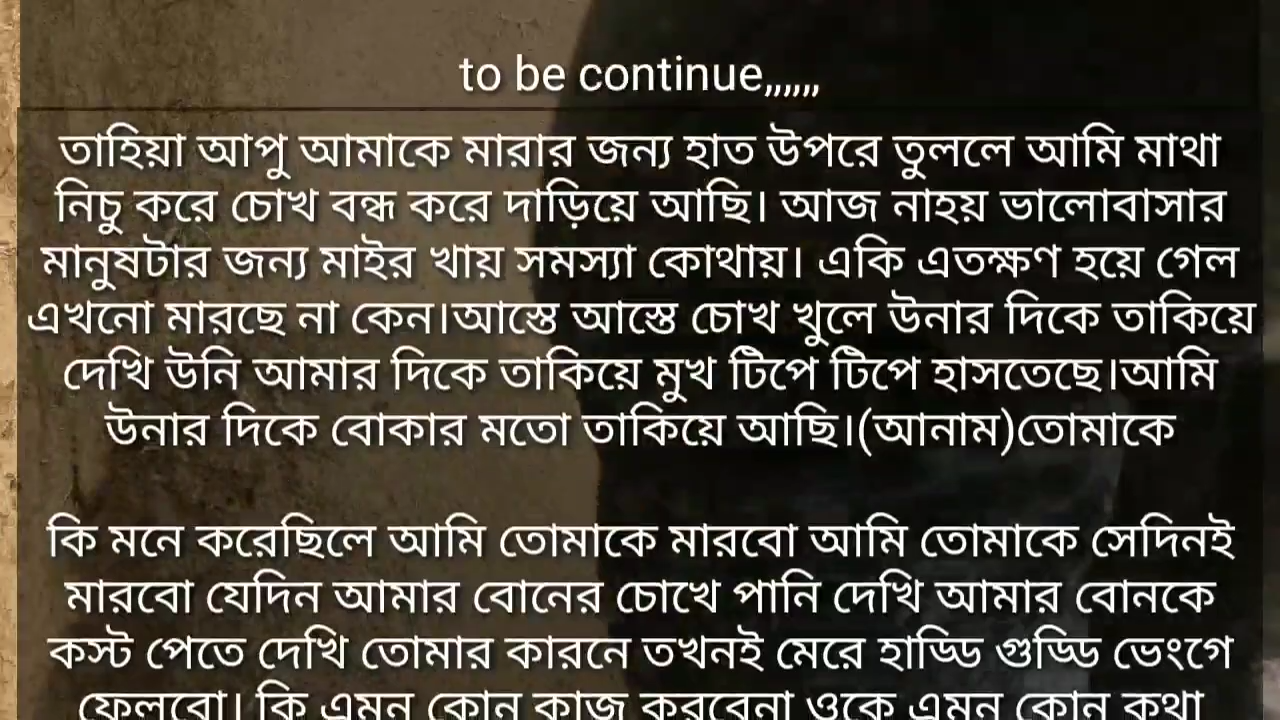 to be continue,,,,,,
তাহিয়া আপু আমাকে মারার জন্য হাত উপরে তুললে আমি মাথা
নিচু করে চোখ বন্ধ করে দাড়িয়ে আছি। আজ নাহয় ভালোবাসার
মানুষটার জন্য মাইর খায় সমস্যা কোথায়। একি এতক্ষণ হয়ে গেল
এখনো মারছে না কেন।আস্তে আস্তে চোখ খুলে উনার দিকে তাকিয়ে
দেখি উনি আমার দিকে তাকিয়ে মুখ টিপে টিপে হাসতেছে।আমি
উনার দিকে বোকার মতো তাকিয়ে আছি।(আনাম)তোমাকে
কি মনে করেছিলে আমি তোমাকে মারবো আমি তোমাকে সেদিনই
মারবো যেদিন আমার বোনের চোখে পানি দেখি আমার বোনকে
কস্ট পেতে দেখি তোমার কারনে তখনই মেরে হাড্ডি গুড্ডি ভেংগে
ফেলবো। কি এমন কোন কাজ করবেনা ওকে এমন কোন কথা